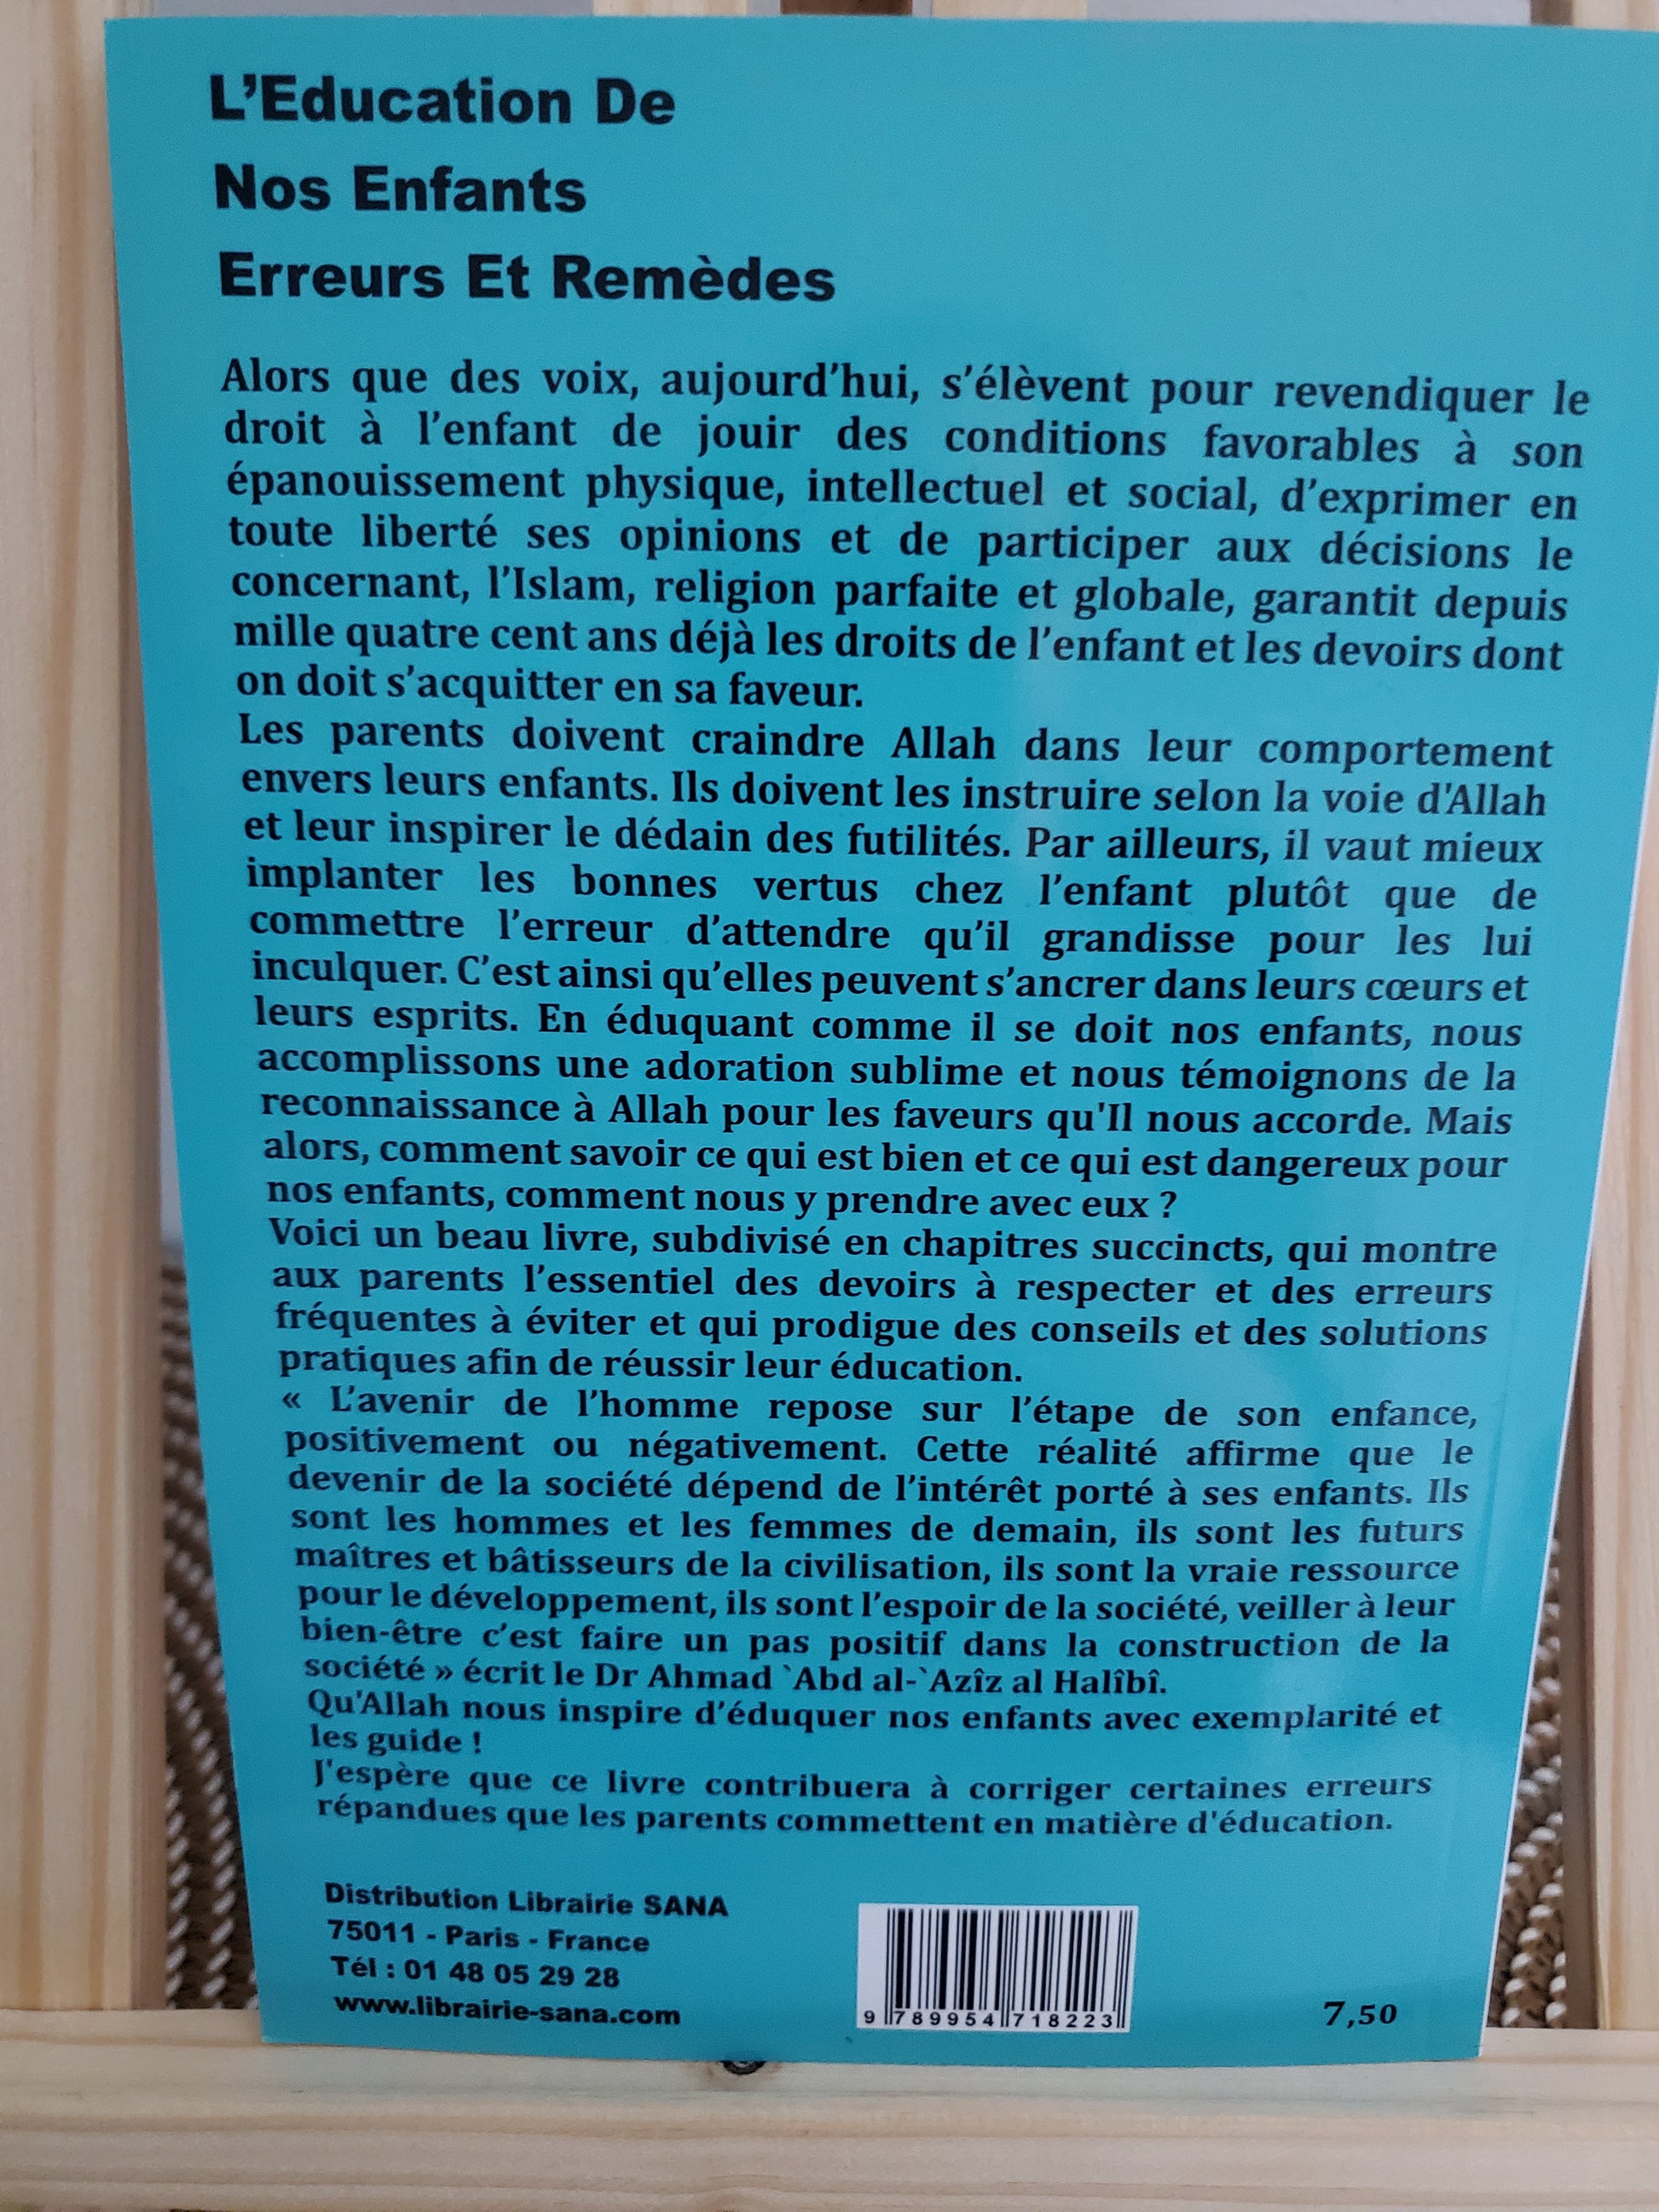 L'Education De
Nos Enfants
Erreurs Et Remèdes
Alors que des voix, aujourd'hui, s'élèvent pour revendiquer le
droit à l'enfant de jouir des conditions favorables à son
épanouissement physique, intellectuel et social, d'exprimer en
toute liberté ses opinions et de participer aux décisions le
concernant, l'Islam, religion parfaite et globale, garantit depuis
mille quatre cent ans déjà les droits de l'enfant et les devoirs dont
on doit s'acquitter en sa faveur.
Les parents doivent craindre Allah dans leur comportement
envers leurs enfants. Ils doivent les instruire selon la voie d'Allah
et leur inspirer le dédain des futilités. Par ailleurs, il vaut mieux
implanter les bonnes vertus chez l'enfant plutôt que de
commettre l'erreur d'attendre qu'il grandisse pour les lui
inculquer. C'est ainsi qu'elles peuvent s'ancrer dans leurs cœurs et
leurs esprits. En éduquant comme il se doit nos enfants, nous
accomplissons une adoration sublime et nous témoignons de la
reconnaissance à Allah pour les faveurs qu'Il nous accorde. Mais
alors, comment savoir ce qui est bien et ce qui est dangereux pour
nos enfants, comment nous y prendre avec eux ?
Voici un beau livre, subdivisé en chapitres succincts, qui montre
aux parents l'essentiel des devoirs à respecter et des erreurs
fréquentes à éviter et qui prodigue des conseils et des solutions
pratiques afin de réussir leur éducation.
« L'avenir de l'homme repose sur l'étape de son enfance,
positivement ou négativement. Cette réalité affirme que le
devenir de la société dépend de l'intérêt porté à ses enfants. Ils
sont les hommes et les femmes de demain, ils sont les futurs
maîtres et bâtisseurs de la civilisation, ils sont la vraie ressource
pour le développement, ils sont l'espoir de la société, veiller à leur
bien-être c'est faire un pas positif dans la construction de la
société » écrit le Dr Ahmad `Abd al-`Azîz al Halîbî.
Qu'Allah nous inspire d'éduquer nos enfants avec exemplarité et
les guide !
J'espère que ce livre contribuera à corriger certaines erreurs
répandues que les parents commettent en matière d'éducation.
Distribution Librairie SANA
75011 - Paris - France
Tél : 01 48 05 29 28
www.librairie-sana.com
9 789954 718223
7,50